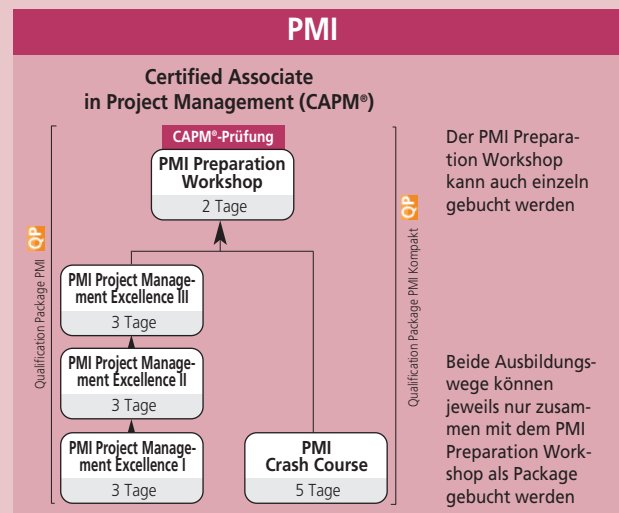 PMI
Certified Associate
in Project Management (CAPM®)
CAPM®-Prüfung
PMI Preparation
Workshop
2 Tage
Der PMI Prepara-
tion Workshop
kann auch einzeln
gebucht werden
Qualification Package PMI QP
Qualification Package PMI Kompakt QP
PMI Project Manage-
ment Excellence III
3 Tage
PMI Project Manage-
ment Excellence II
3 Tage
PMI Project Manage-
ment Excellence I
3 Tage
PMI
Crash Course
5 Tage
Beide Ausbildungs-
wege können
jeweils nur zusam-
men mit dem PMI
Preparation Work-
shop als Package
gebucht werden